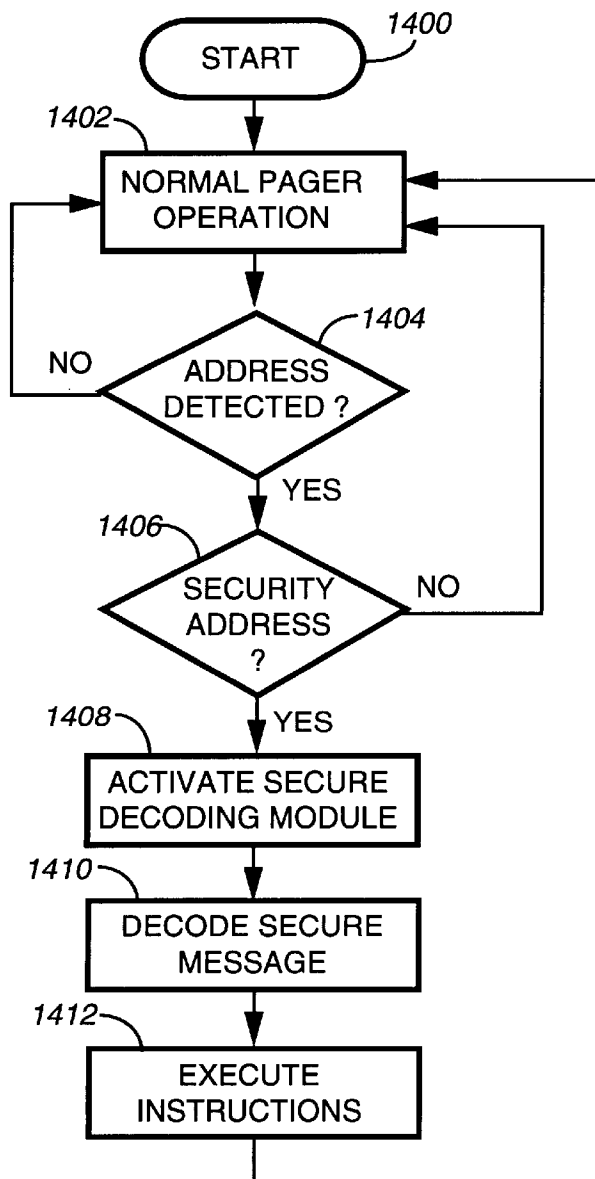 1400
START
1402
NORMAL PAGER
OPERATION
1404
NO
ADDRESS
DETECTED ?
YES
1406
SECURITY
ADDRESS
?
NO
YES
1408
ACTIVATE SECURE
DECODING MODULE
1410
DECODE SECURE
MESSAGE
1412
EXECUTE
INSTRUCTIONS